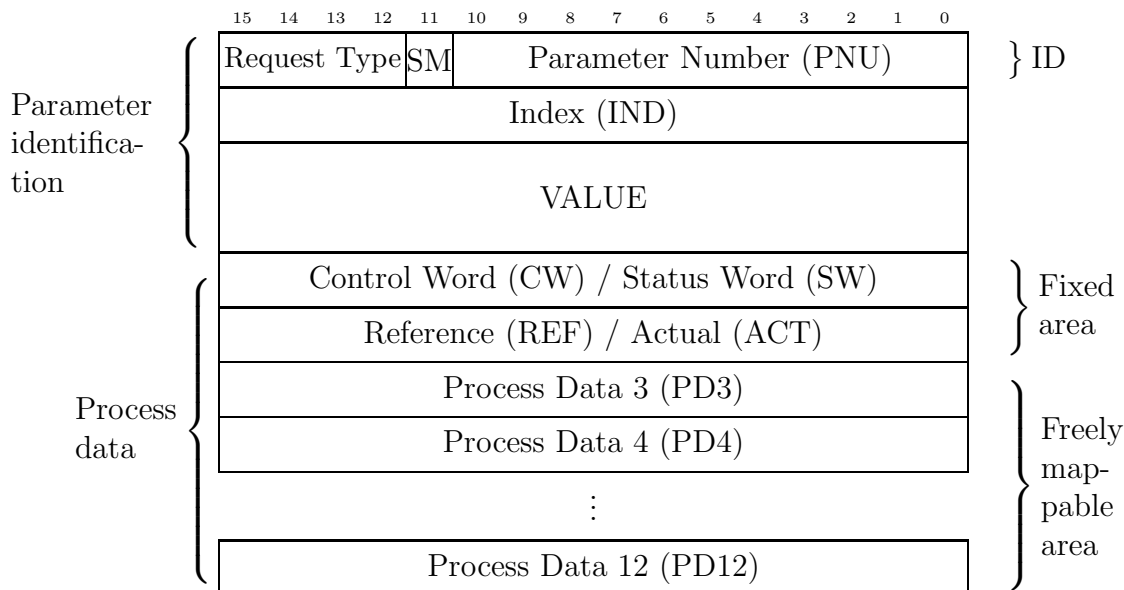 15 14 13 12 11 10 9 8 7 6 5 4 3 2 1 0
Request Type SM Parameter Number (PNU)
ID
Index (IND)
Parameter
identifica-
tion
VALUE
Control Word (CW) / Status Word (SW)
Reference (REF) / Actual (ACT)
Fixed
area
Process Data 3 (PD3)
Process Data 4 (PD4)
⋮
Process Data 12 (PD12)
Process
data
Freely
map-
pable
area